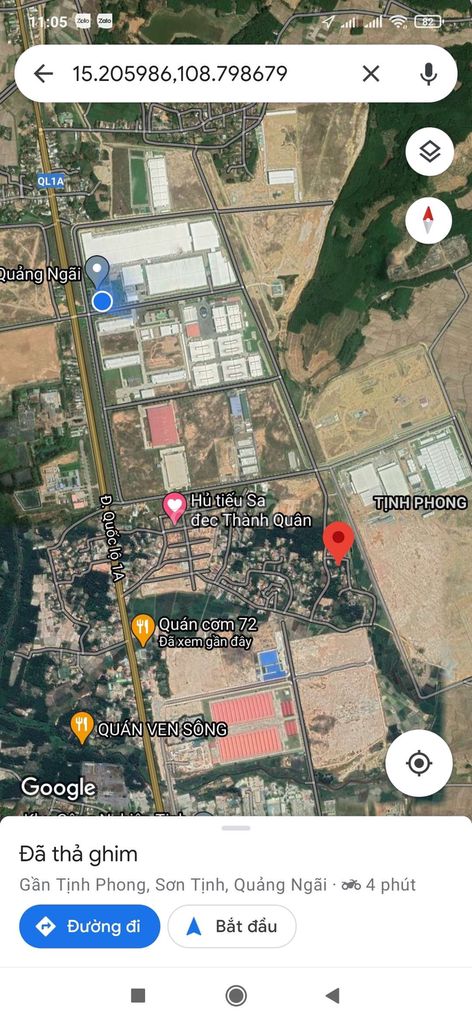 11:05 Zalo Zalo 82
15.205986,108.798679
QL1A
Quảng Ngãi
TỊNH PHONG
Hủ tiếu Sa
đec Thành Quân
Đ. Quốc lộ 1A
Quán cơm 72
Đã xem gần đây
QUÁN VEN SÔNG
Google
Đã thả ghim
Gần Tịnh Phong, Sơn Tịnh, Quảng Ngãi · 4 phút
Đường đi
Bắt đầu